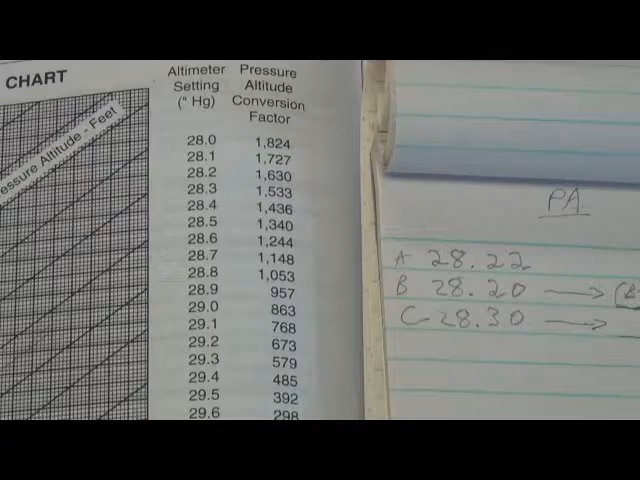 CHART
Pressure Altitude - Feet
Altimeter Setting (" Hg)
Pressure Altitude Conversion Factor
28.0 1,824
28.1 1,727
28.2 1,630
28.3 1,533
28.4 1,436
28.5 1,340
28.6 1,244
28.7 1,148
28.8 1,053
28.9 957
29.0 863
29.1 768
29.2 673
29.3 579
29.4 485
29.5 392
29.6 298
PA
A 28.22
B 28.20 →
C 28.30 →